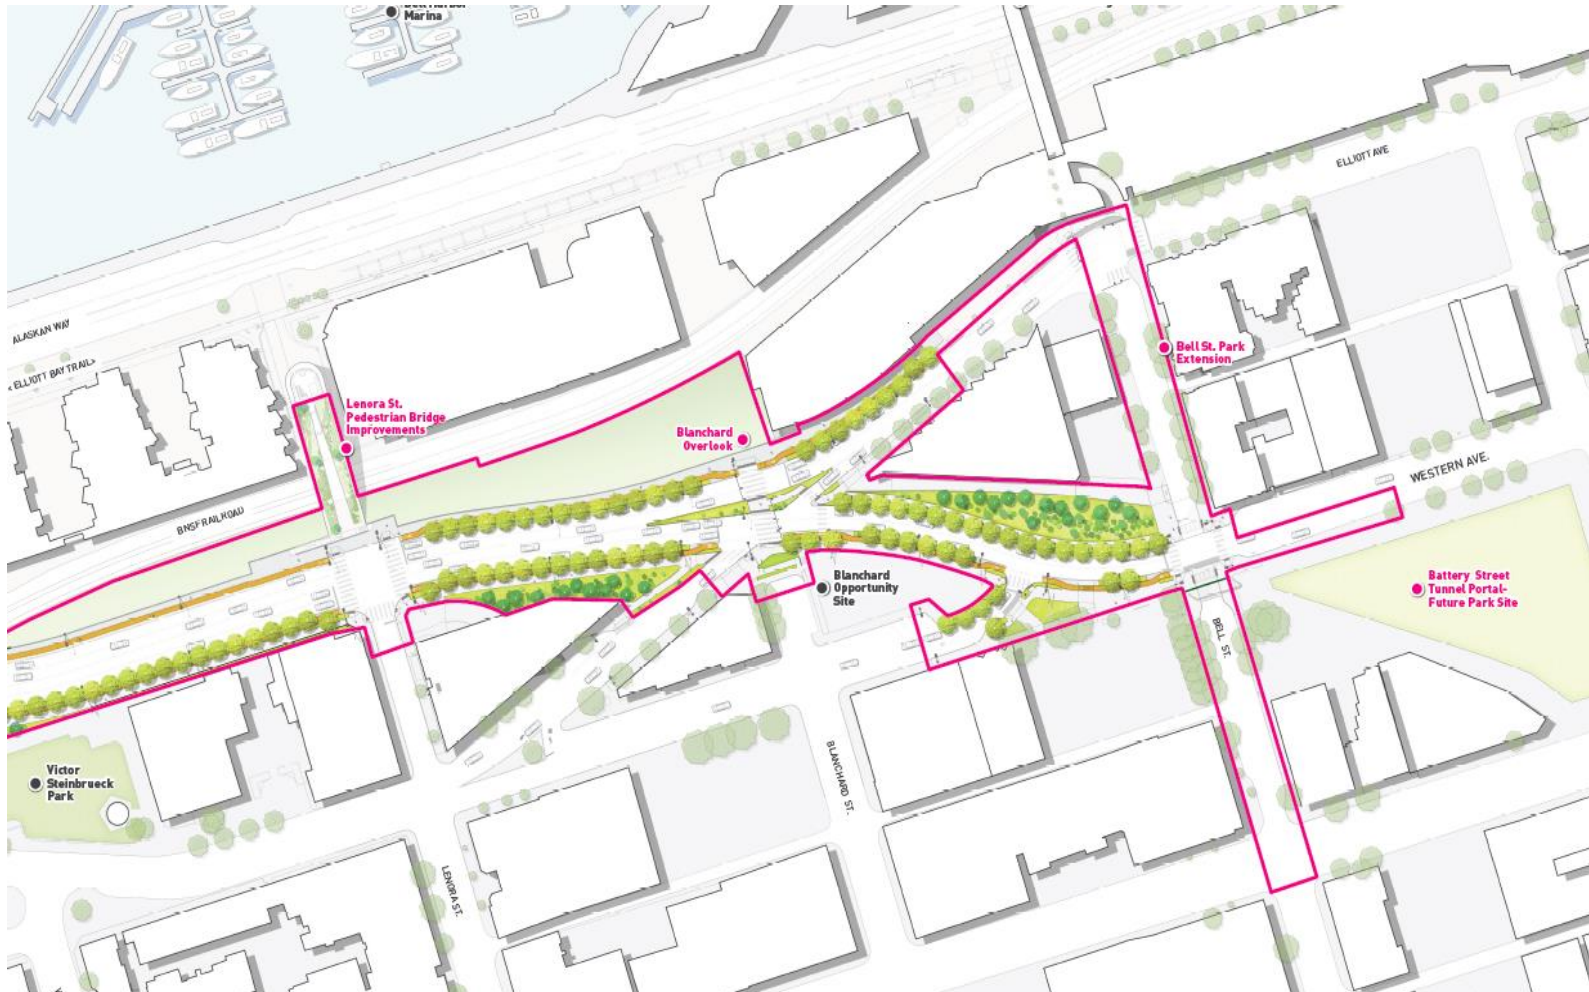 Marina
ELLIOTT AVE
ALASKAN WAY
ELLIOTT BAY TRAIL
Bell St. Park
Extension
Lenora St.
Pedestrian Bridge
Improvements
Blanchard
Overlook
WESTERN AVE.
BNSF RAILROAD
Blanchard
Opportunity
Site
Battery Street
Tunnel Portal-
Future Park Site
BELL ST.
Victor
Steinbrueck
Park
BLANCHARD ST.
LENORA ST.